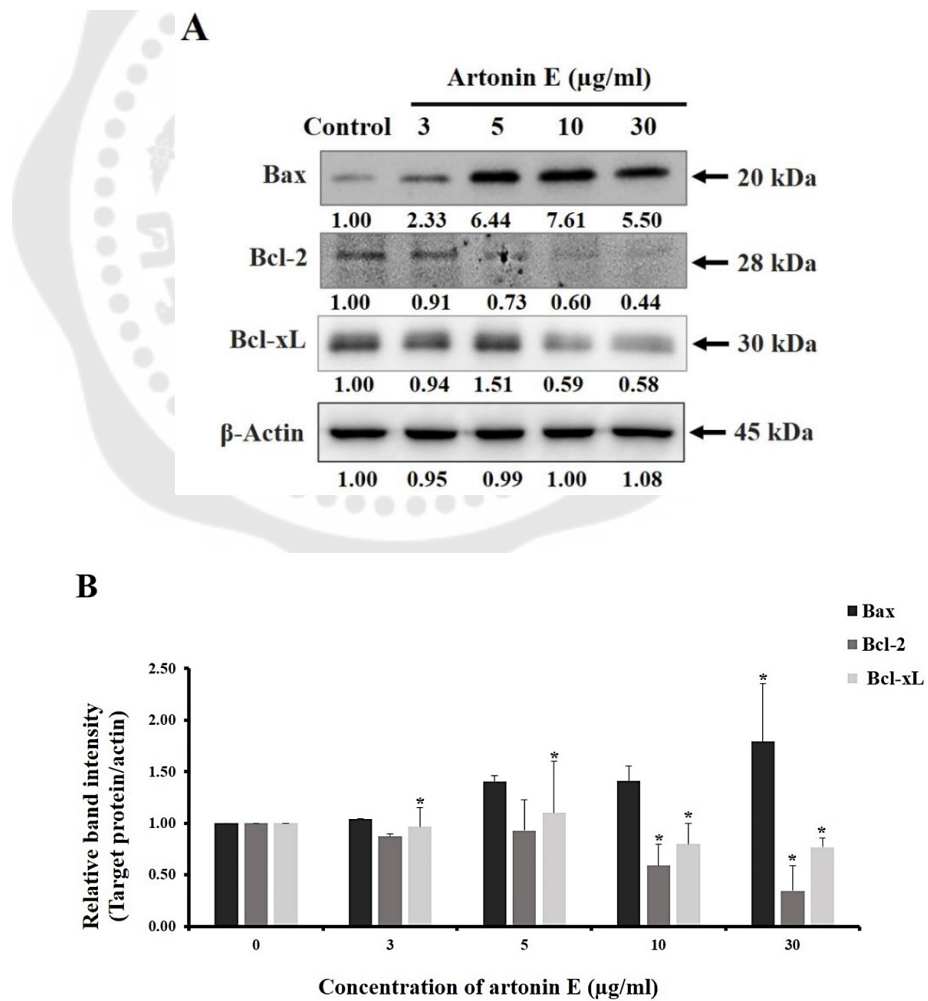 A
Artonin E (µg/ml)
Control 3 5 10 30
Bax 20 kDa
1.00 2.33 6.44 7.61 5.50
Bcl-2 28 kDa
1.00 0.91 0.73 0.60 0.44
Bcl-xL 30 kDa
1.00 0.94 1.51 0.59 0.58
β-Actin 45 kDa
1.00 0.95 0.99 1.00 1.08
B
Bax
Bcl-2
Bcl-xL
Relative band intensity
(Target protein/actin)
2.50
2.00
1.50
1.00
0.50
0.00
* * * * * * *
0 3 5 10 30
Concentration of artonin E (µg/ml)